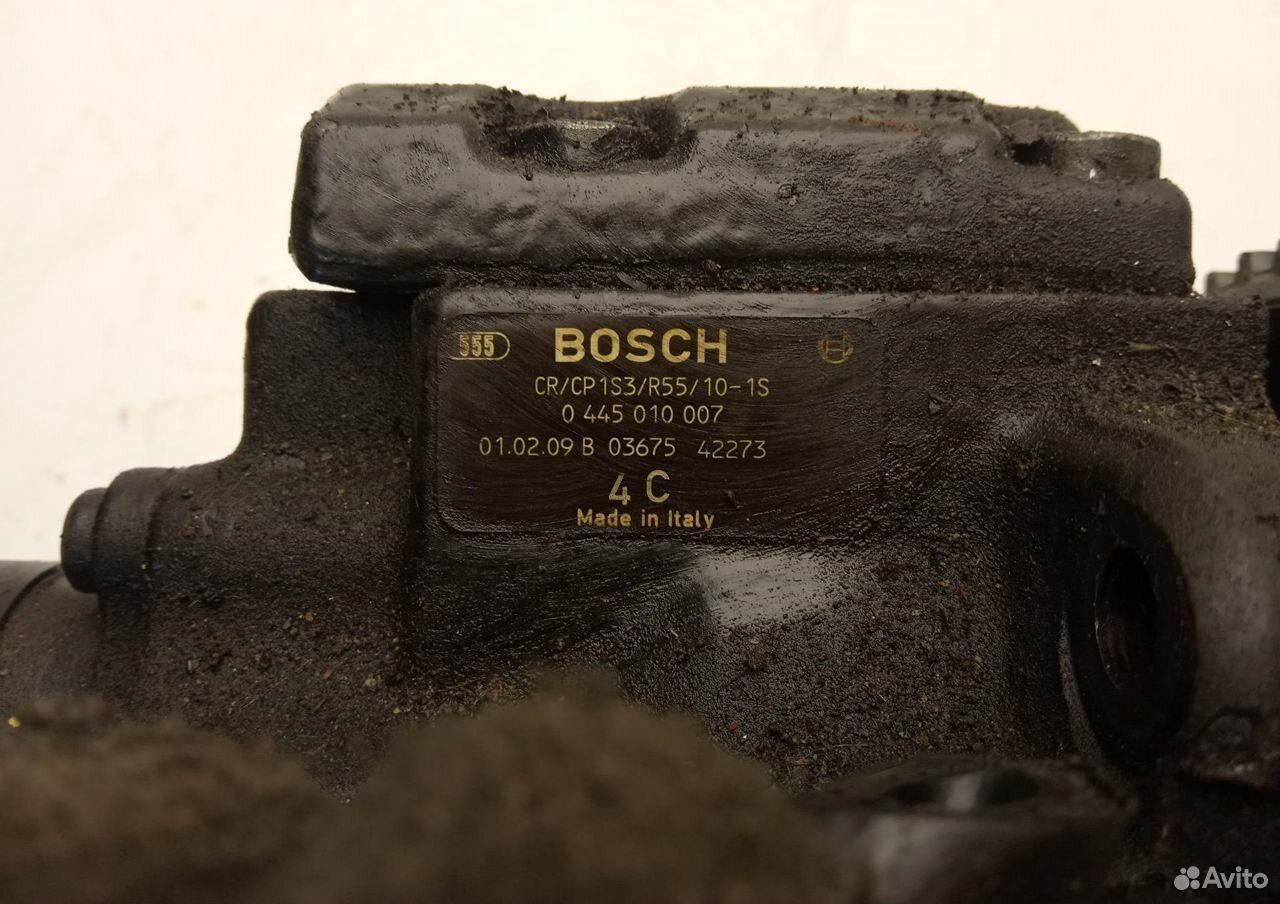 555 BOSCH
CR/CP1S3/R55/10-1S
0 445 010 007
01.02.09 B 03675 42273
4 C
Made in Italy
Avito